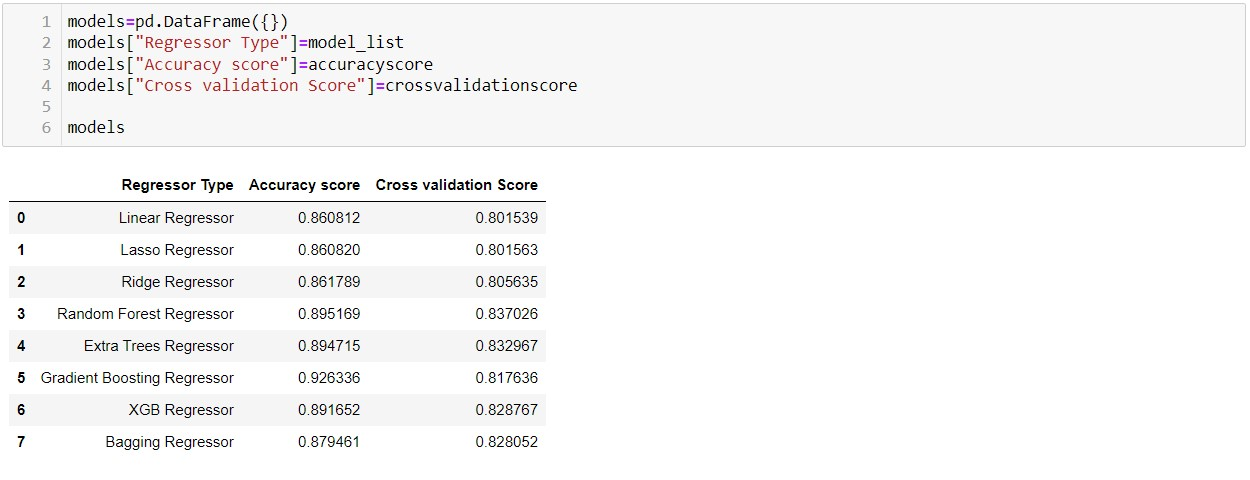 1 models=pd.DataFrame({})
2 models["Regressor Type"]=model_list
3 models["Accuracy score"]=accuracyscore
4 models["Cross validation Score"]=crossvalidationscore
5
6 models
Regressor Type Accuracy score Cross validation Score
0 Linear Regressor 0.860812 0.801539
1 Lasso Regressor 0.860820 0.801563
2 Ridge Regressor 0.861789 0.805635
3 Random Forest Regressor 0.895169 0.837026
4 Extra Trees Regressor 0.894715 0.832967
5 Gradient Boosting Regressor 0.926336 0.817636
6 XGB Regressor 0.891652 0.828767
7 Bagging Regressor 0.879461 0.828052